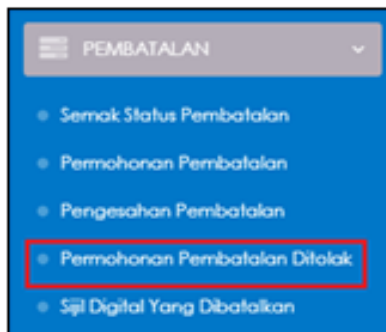 PEMBATALAN
Semak Status Pembatalan
Permohonan Pembatalan
Pengesahan Pembatalan
Permohonan Pembatalan Ditolak
Sijil Digital Yang Dibatalkan